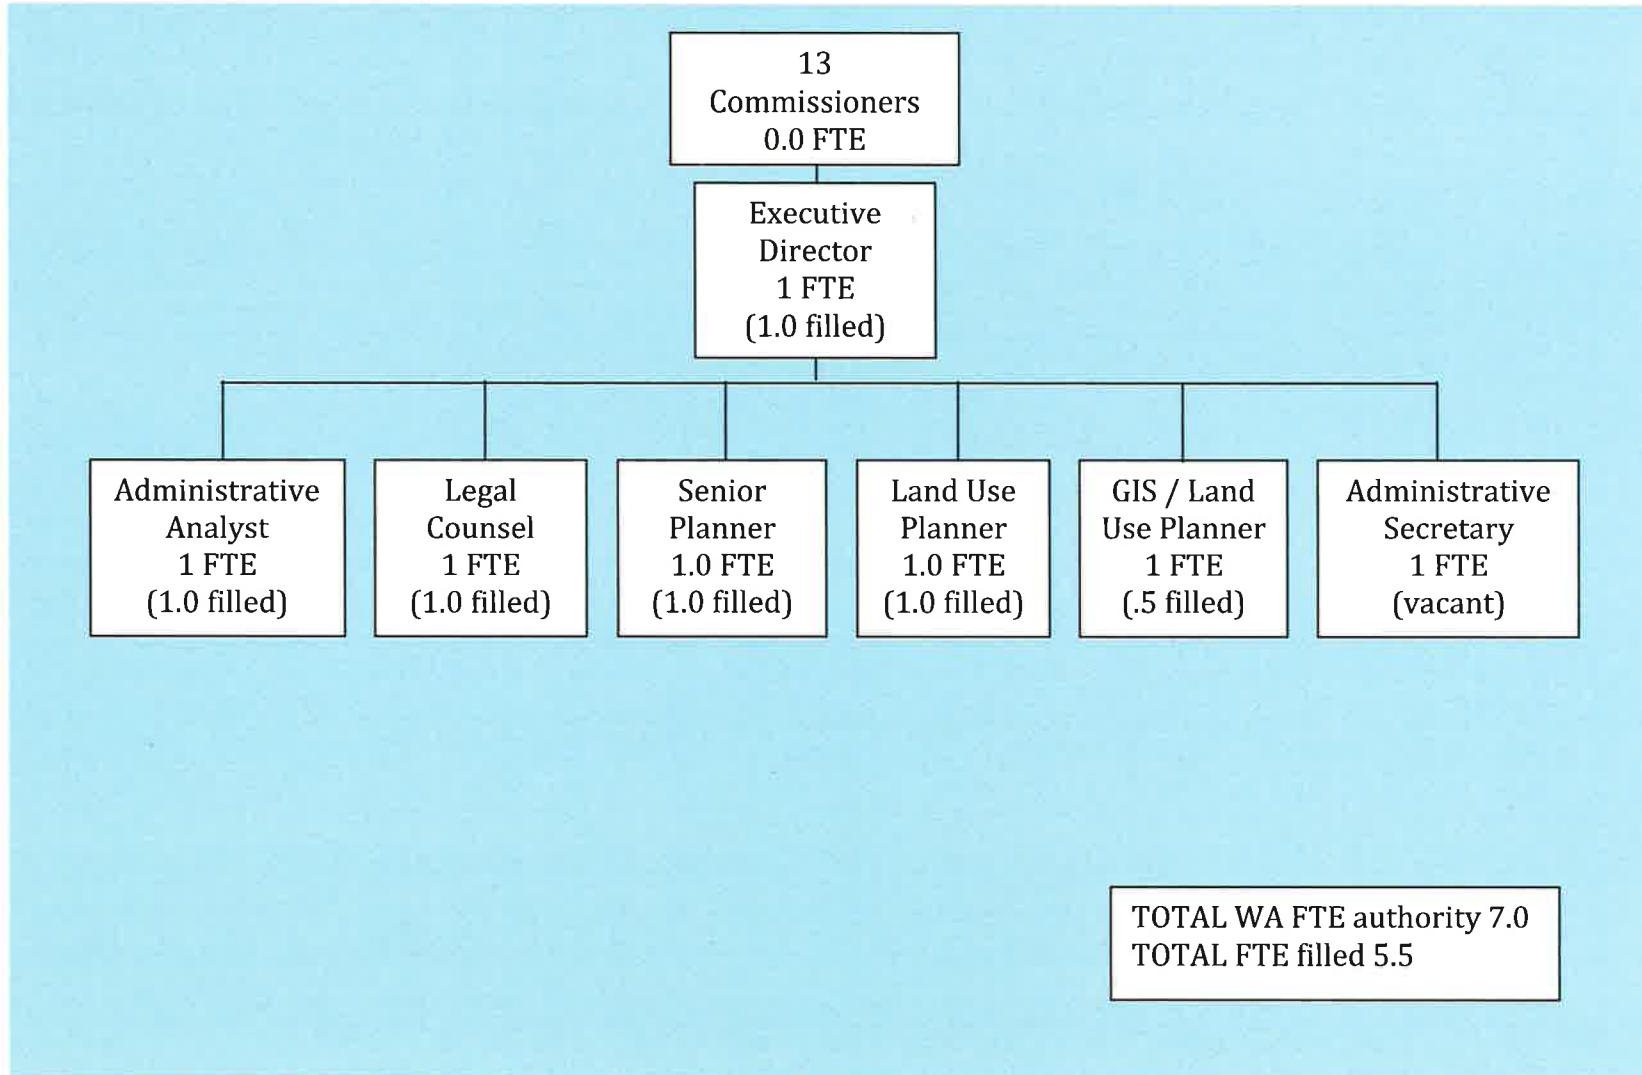 13
Commissioners
0.0 FTE
Executive
Director
1 FTE
(1.0 filled)
Administrative
Analyst
1 FTE
(1.0 filled)
Legal
Counsel
1 FTE
(1.0 filled)
Senior
Planner
1.0 FTE
(1.0 filled)
Land Use
Planner
1.0 FTE
(1.0 filled)
GIS / Land
Use Planner
1 FTE
(.5 filled)
Administrative
Secretary
1 FTE
(vacant)
TOTAL WA FTE authority 7.0
TOTAL FTE filled 5.5